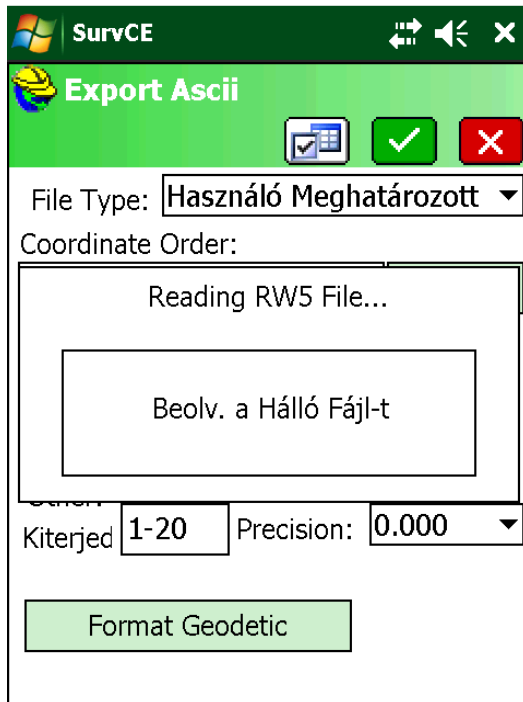 SurvCE
Export Ascii
File Type: Használó Meghatározott
Coordinate Order:
Reading RW5 File...
Beolv. a Hálló Fájl-t
Other:
Kiterjed 1-20 Precision: 0.000
Format Geodetic